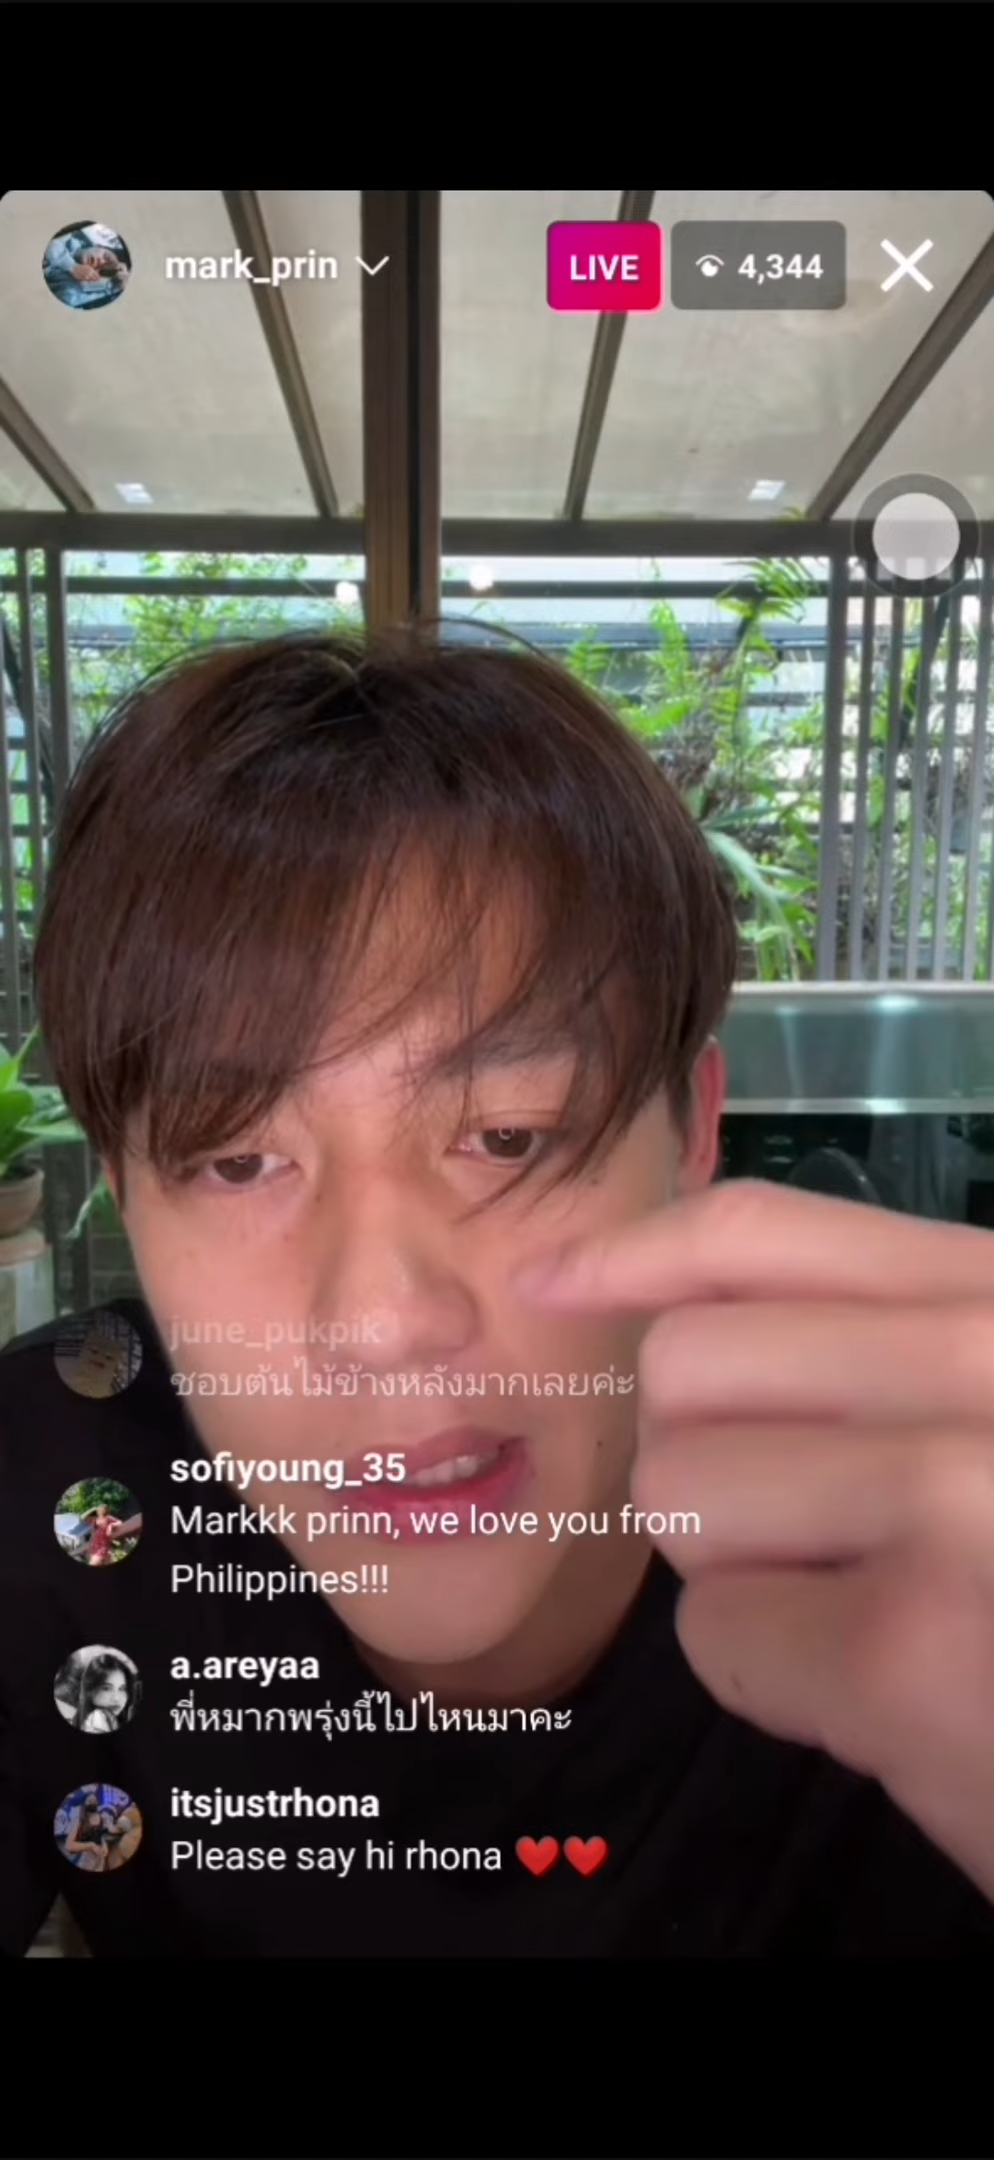 mark_prin
LIVE
4,344
june_pukpik
ชอบต้นไม้ข้างหลังมากเลยค่ะ
sofiyoung_35
Markkk prinn, we love you from
Philippines!!!
a.areyaa
พี่หมากพรุ่งนี้ไปไหนมาคะ
itsjustrhona
Please say hi rhona ❤️❤️